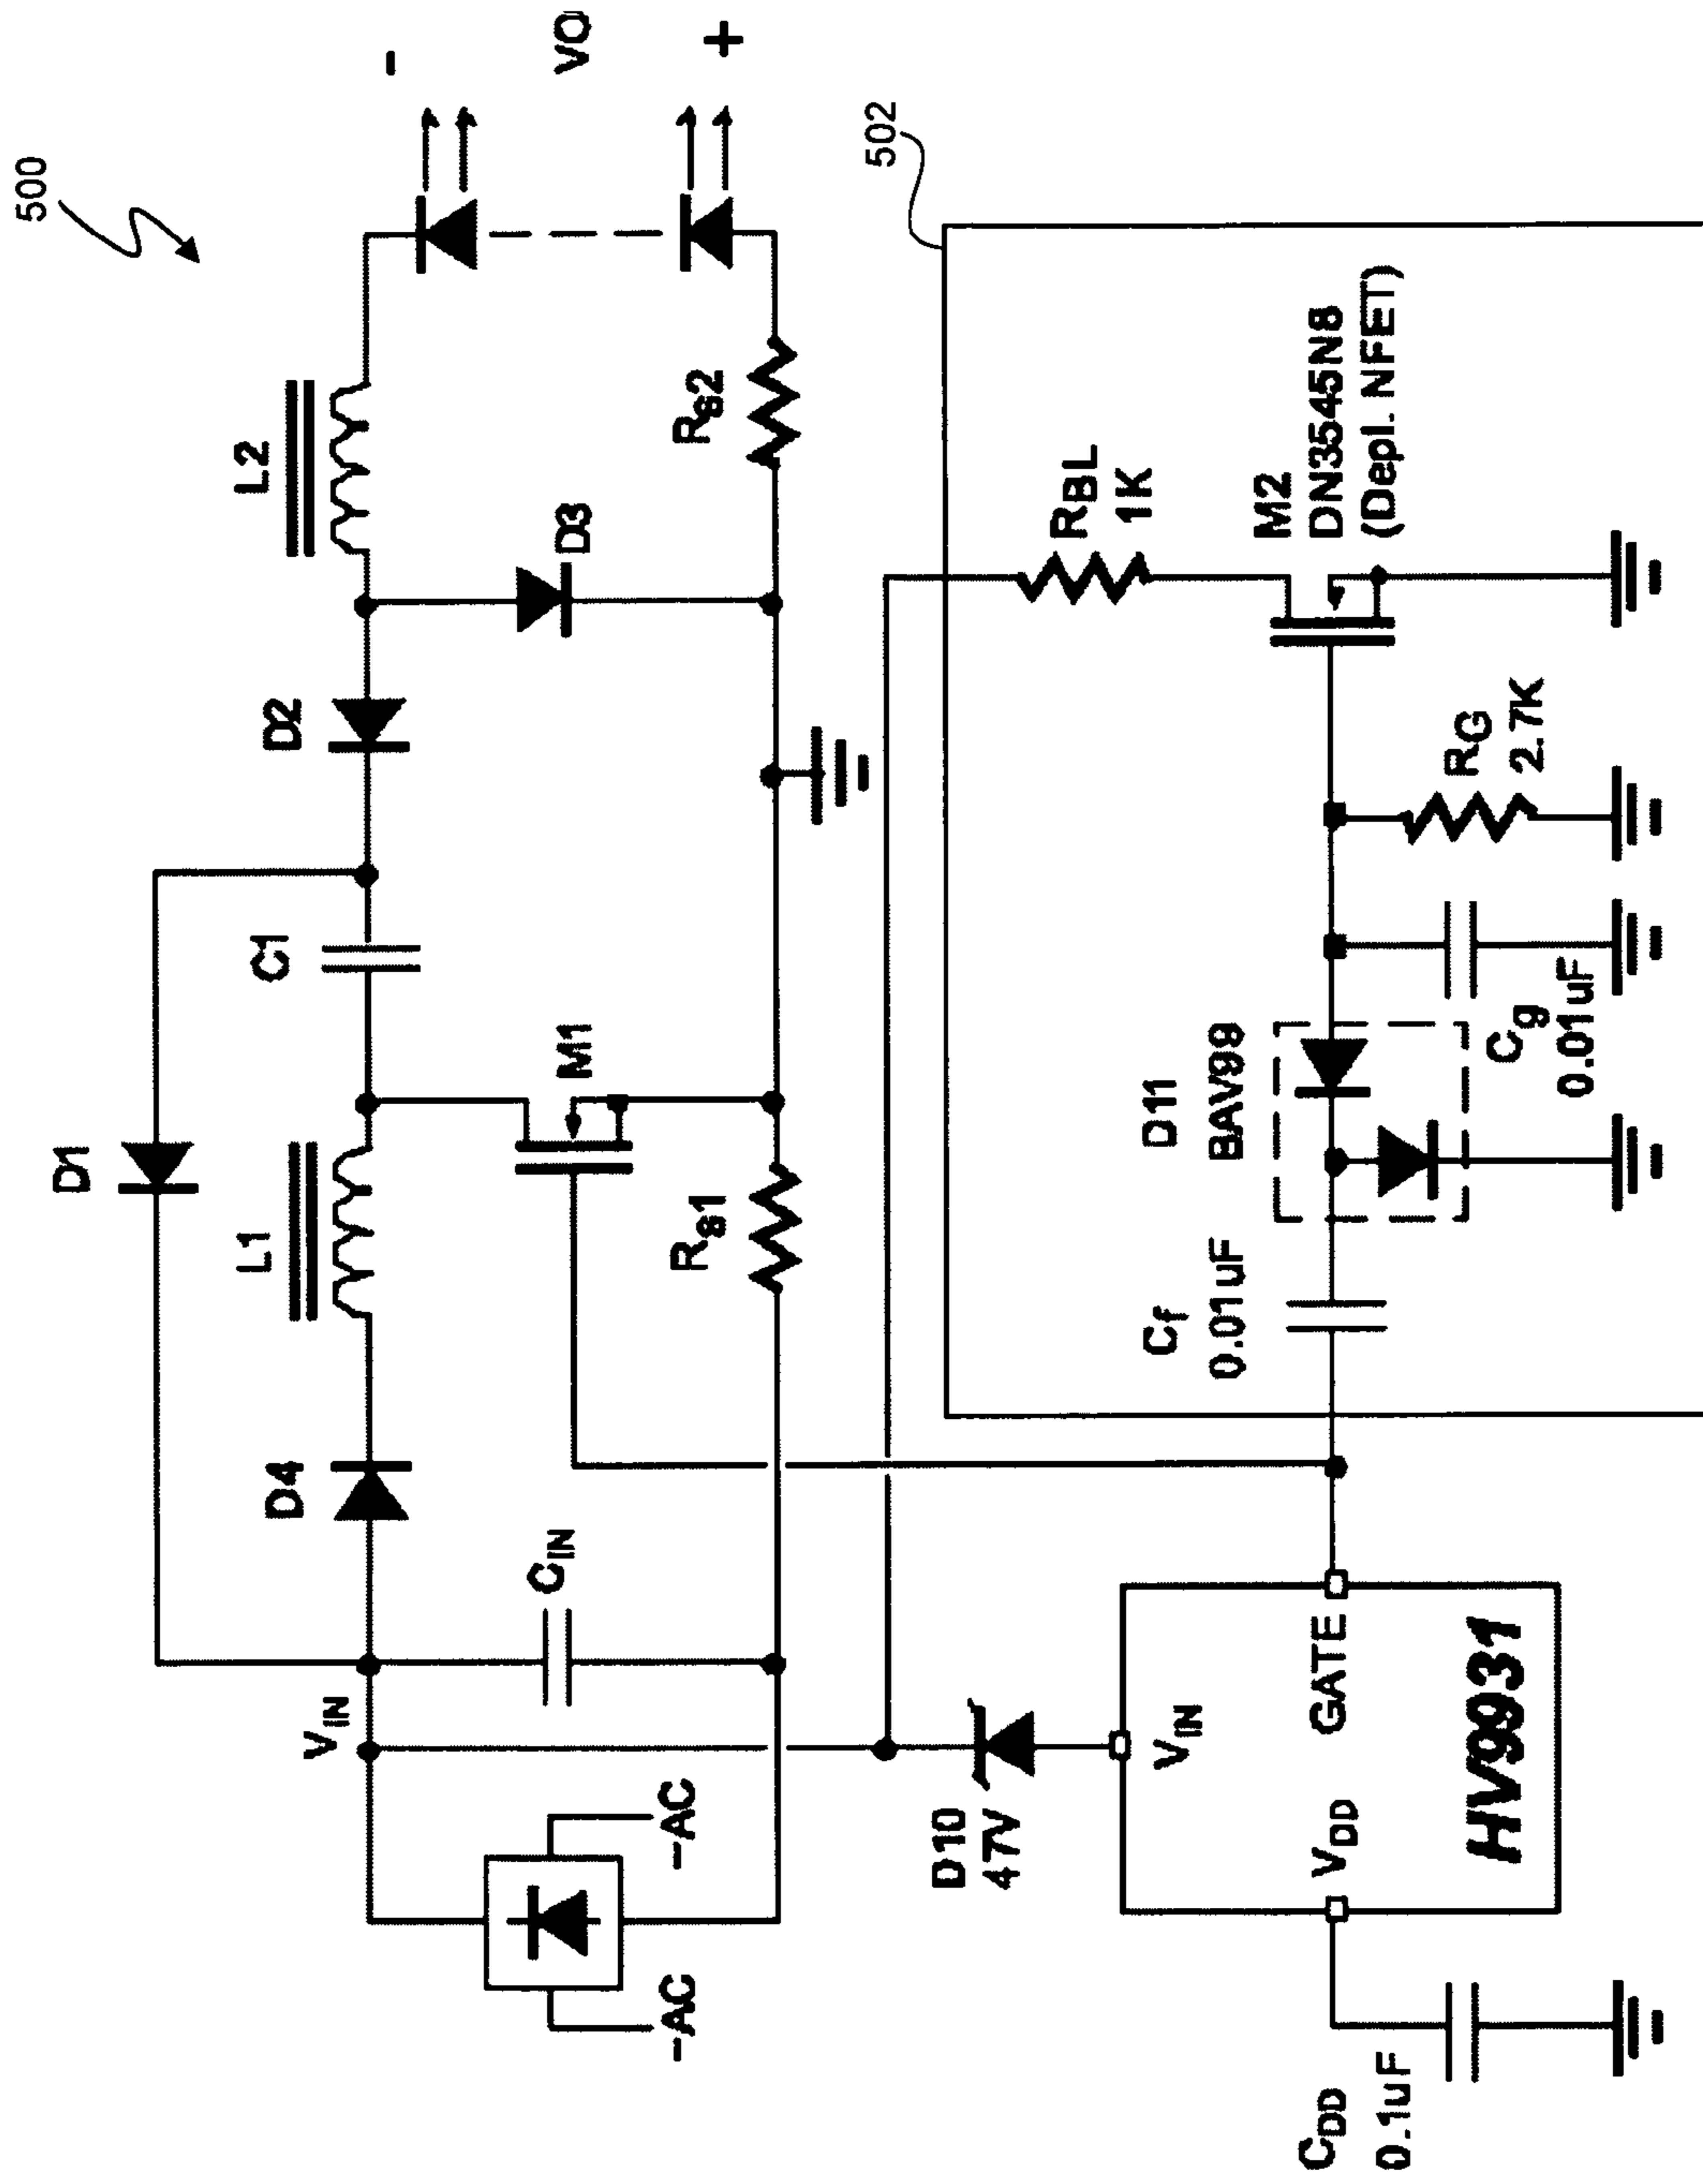 500
D1
L1
L2
D4
C1
D2
-
VO
+
VIN
CIN
M1
D3
Rs1
Rs2
~AC
~AC
502
D10
47V
VIN
VDD
GATE
HV9931
CDD
0.1uF
Cf
0.01uF
D11
BAV99
Cg
0.01uF
RG
2.7K
RBL
1K
M2
DN3545N8
(Depl. NFET)